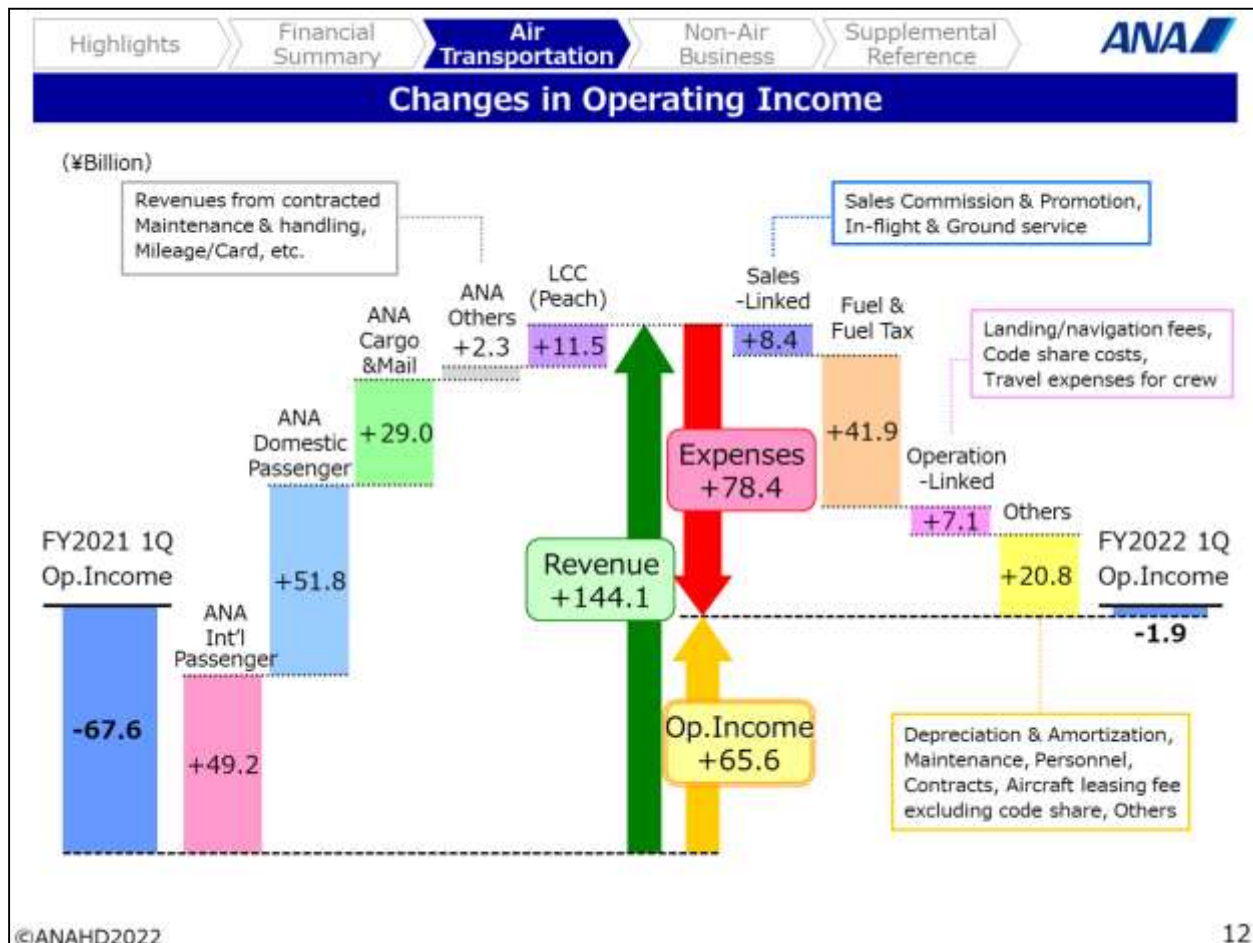 Highlights
Financial
Summary
Air
Transportation
Non-Air
Business
Supplemental
Reference
ANA
Changes in Operating Income
(¥Billion)
Revenues from contracted
Maintenance & handling,
Mileage/Card, etc.
Sales Commission & Promotion,
In-flight & Ground service
Landing/navigation fees,
Code share costs,
Travel expenses for crew
FY2021 1Q
Op.Income
-67.6
ANA
Int'l
Passenger
+49.2
ANA
Domestic
Passenger
+51.8
ANA
Cargo
&Mail
+29.0
ANA
Others
+2.3
LCC
(Peach)
+11.5
Revenue
+144.1
Expenses
+78.4
Op.Income
+65.6
Sales
-Linked
+8.4
Fuel &
Fuel Tax
+41.9
Operation
-Linked
+7.1
Others
+20.8
FY2022 1Q
Op.Income
-1.9
Depreciation & Amortization,
Maintenance, Personnel,
Contracts, Aircraft leasing fee
excluding code share, Others
©ANAHD2022
12